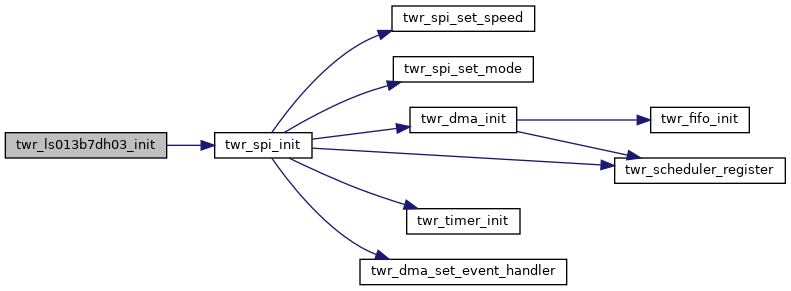 twr_ls013b7dh03_init
twr_spi_init
twr_spi_set_speed
twr_spi_set_mode
twr_dma_init
twr_fifo_init
twr_scheduler_register
twr_timer_init
twr_dma_set_event_handler